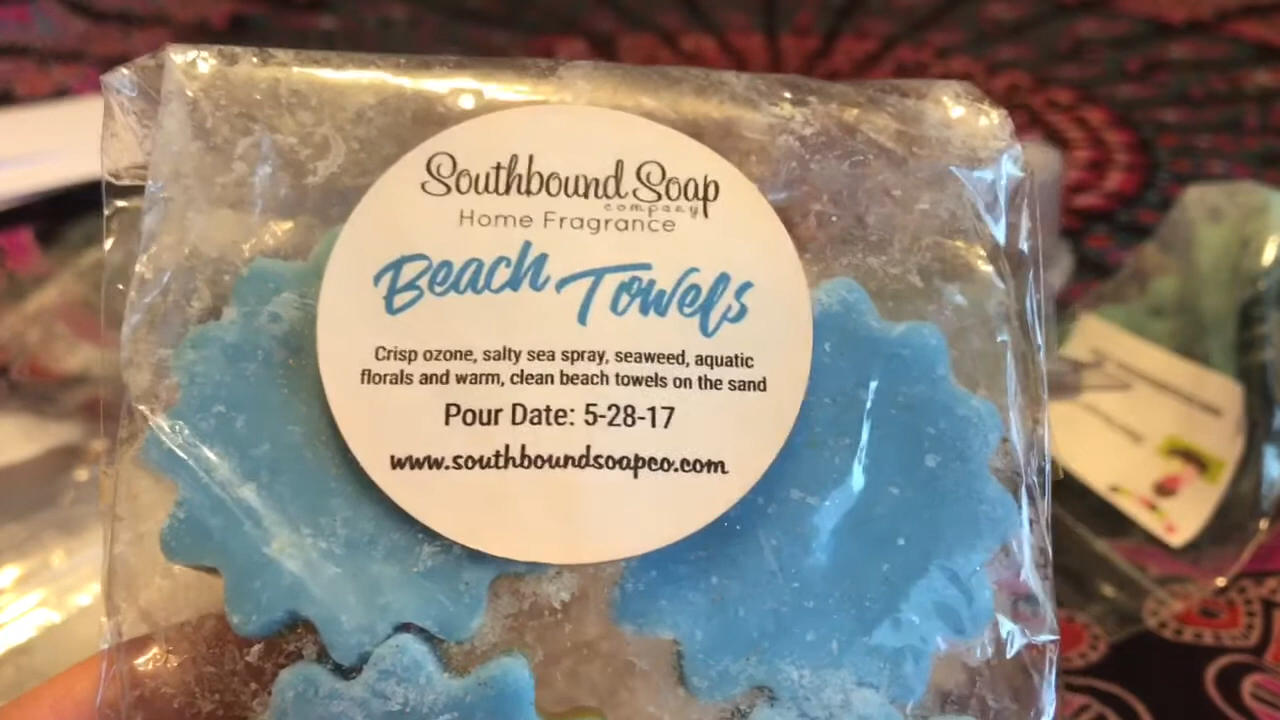 Southbound Soap
company
Home Fragrance
Beach Towels
Crisp ozone, salty sea spray, seaweed, aquatic
florals and warm, clean beach towels on the sand
Pour Date: 5-28-17
www.southboundsoapco.com